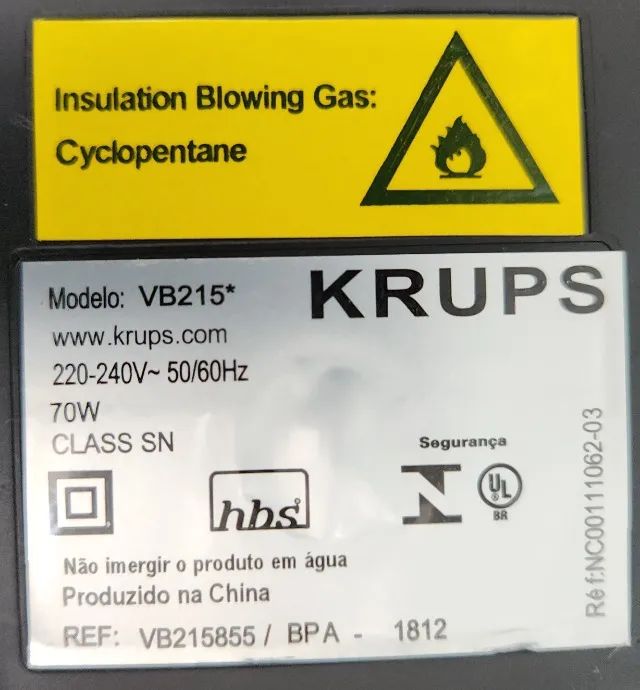 Insulation Blowing Gas:
Cyclopentane
KRUPS
Modelo: VB215*
www.krups.com
220-240V~ 50/60Hz
70W
CLASS SN
hbs
Segurança
UL
BR
Não imergir o produto em água
Produzido na China
REF: VB215855 / BPA - 1812
Réf:NC00111062-03